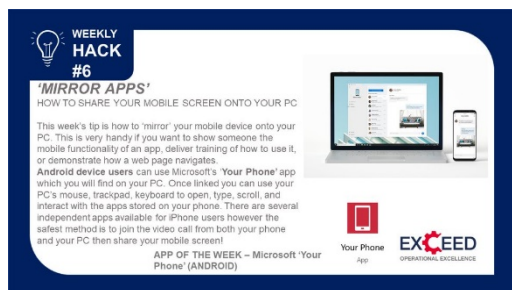 WEEKLY
HACK
#6
‘MIRROR APPS’
HOW TO SHARE YOUR MOBILE SCREEN ONTO YOUR PC
This week's tip is how to ‘mirror’ your mobile device onto your
PC. This is very handy if you want to show someone the
mobile functionality of an app, deliver training of how to use it,
or demonstrate how a web page navigates.
Android device users can use Microsoft's ‘Your Phone’ app
which you will find on your PC. Once linked you can use your
PC's mouse, trackpad, keyboard to open, type, scroll, and
interact with the apps stored on your phone. There are several
independent apps available for iPhone users however the
safest method is to join the video call from both your phone
and your PC then share your mobile screen!
APP OF THE WEEK – Microsoft ‘Your
Phone’ (ANDROID)
Your Phone
App
EXCEED
OPERATIONAL EXCELLENCE